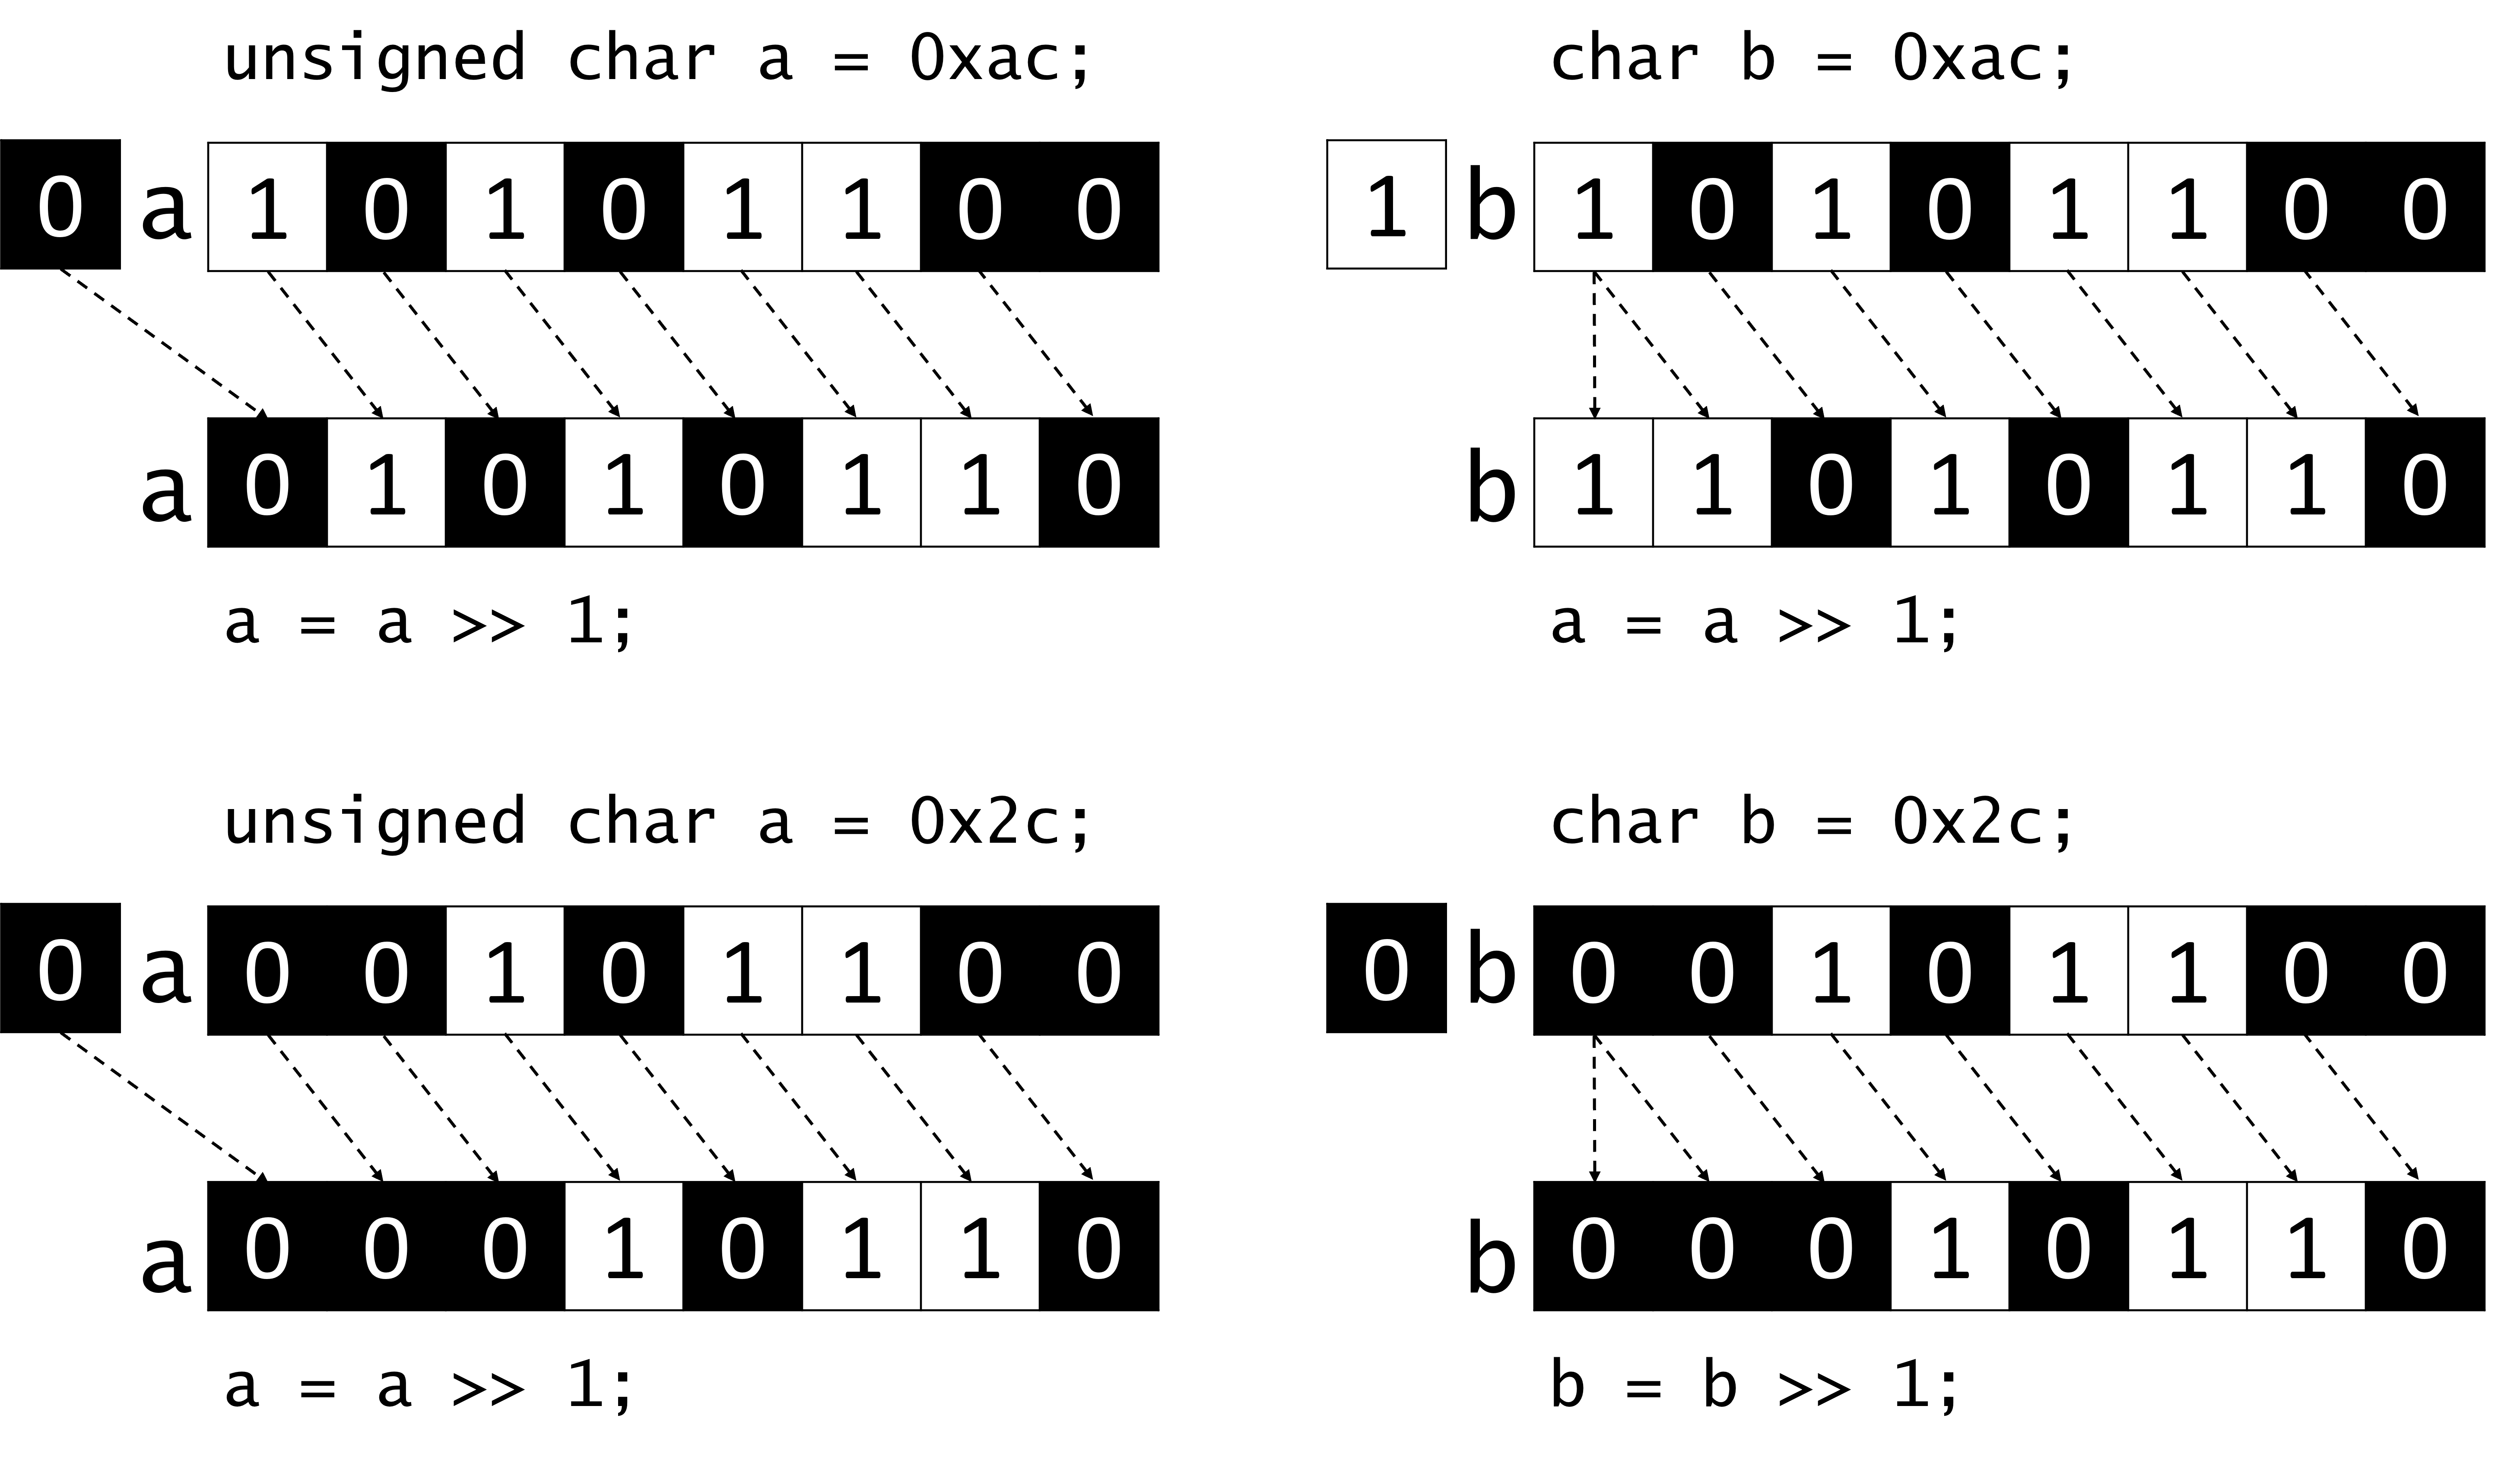 unsigned char a = 0xac;
0 a 1 0 1 0 1 1 0 0
a 0 1 0 1 0 1 1 0
a = a >> 1;
char b = 0xac;
1 b 1 0 1 0 1 1 0 0
b 1 1 0 1 0 1 1 0
a = a >> 1;
unsigned char a = 0x2c;
0 a 0 0 1 0 1 1 0 0
a 0 0 0 1 0 1 1 0
a = a >> 1;
char b = 0x2c;
0 b 0 0 1 0 1 1 0 0
b 0 0 0 1 0 1 1 0
b = b >> 1;